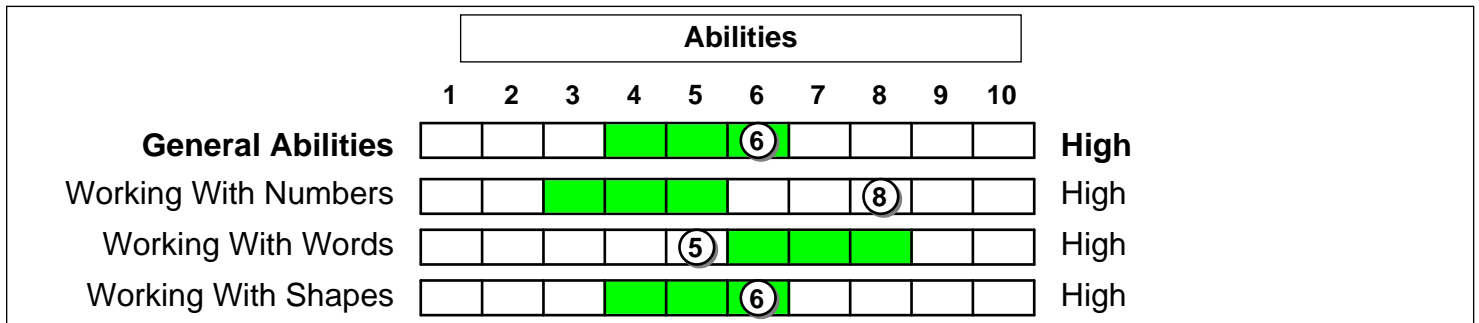 Abilities
1 2 3 4 5 6 7 8 9 10
General Abilities 6 High
Working With Numbers 8 High
Working With Words 5 High
Working With Shapes 6 High